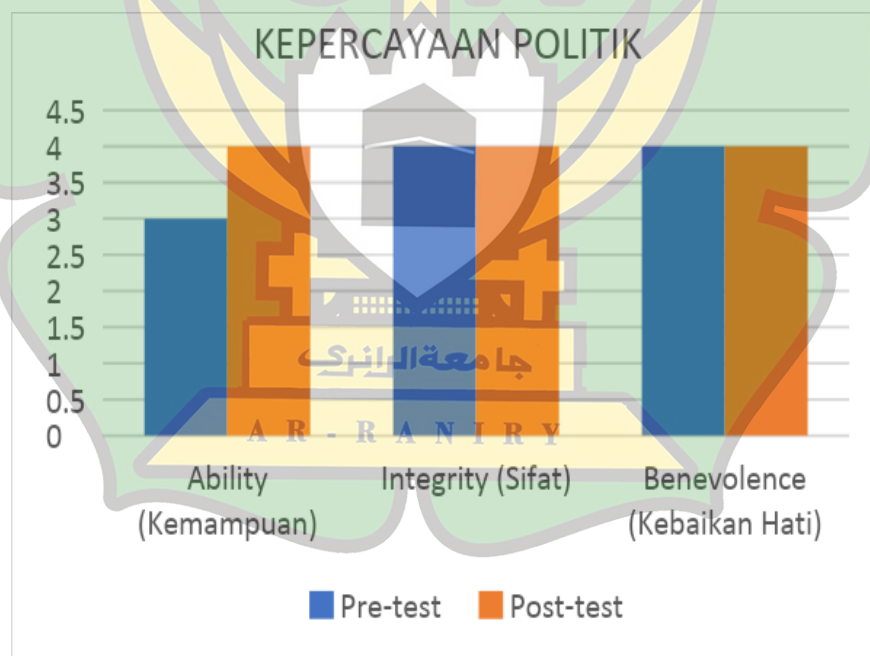 KEPERCAYAAN POLITIK
4.5
4
3.5
3
2.5
2
1.5
1
0.5
0
جامعة الرانري
A R - R A N I R Y
Ability
(Kemampuan)
Integrity (Sifat)
Benevolence
(Kebaikan Hati)
Pre-test
Post-test